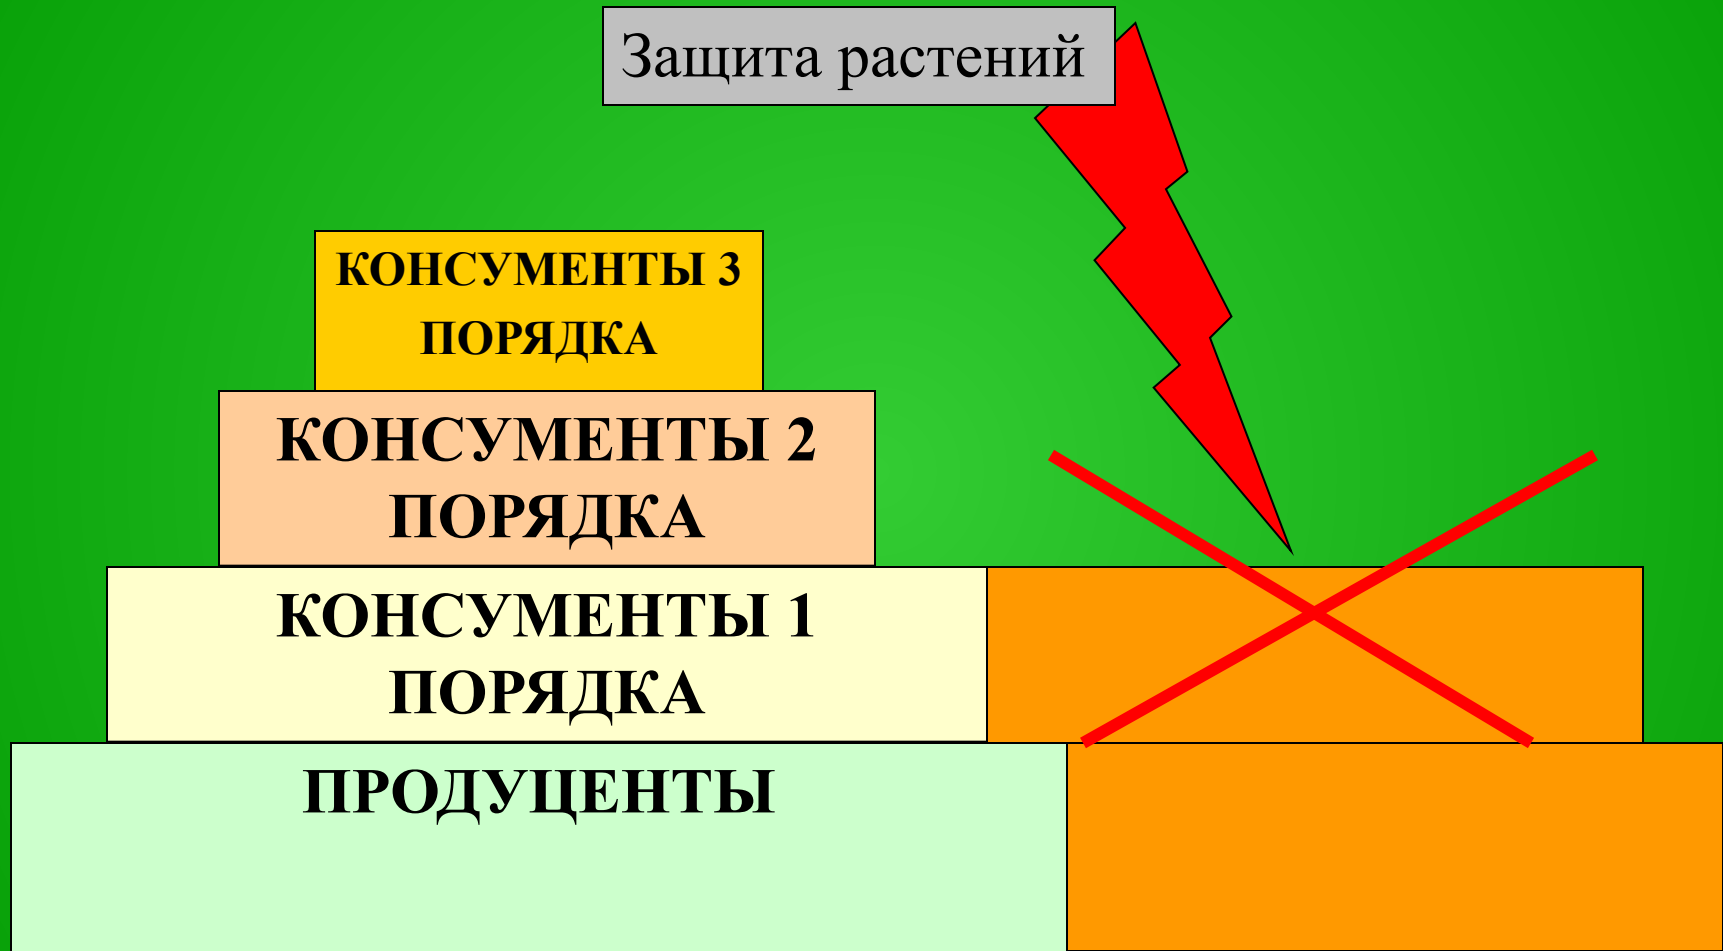 Защита растений
КОНСУМЕНТЫ 3
ПОРЯДКА
КОНСУМЕНТЫ 2
ПОРЯДКА
КОНСУМЕНТЫ 1
ПОРЯДКА
ПРОДУЦЕНТЫ